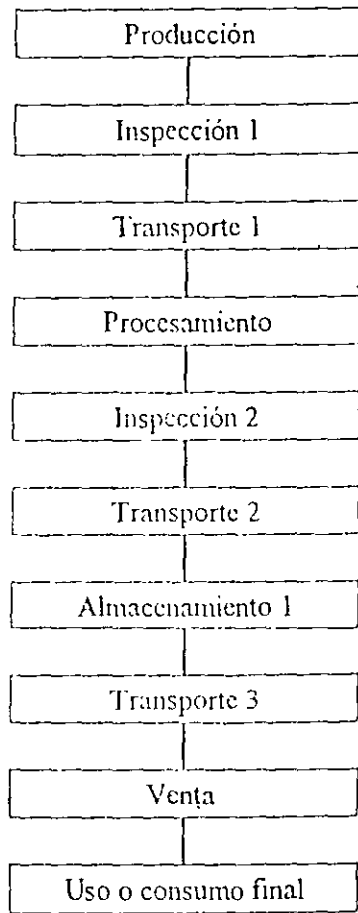 Producción
Inspección 1
Transporte 1
Procesamiento
Inspección 2
Transporte 2
Almacenamiento 1
Transporte 3
Venta
Uso o consumo final